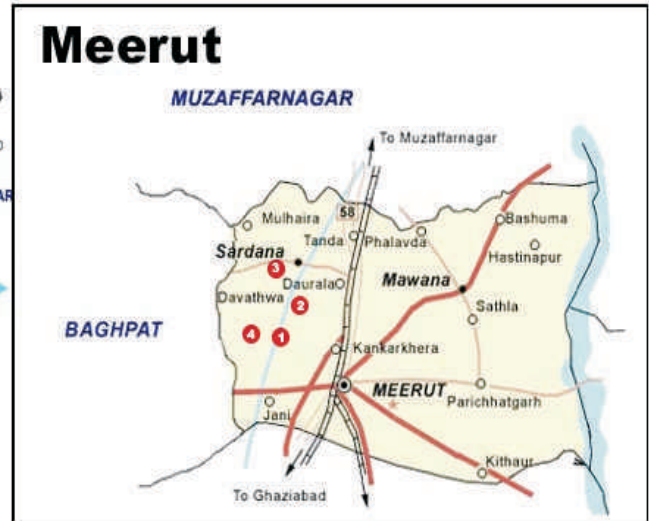 Meerut
MUZAFFARNAGAR
To Muzaffarnagar
58
Mulhaira
Bashuma
Tanda
Phalavda
Sardana
Hastinapur
3
Daurala
Mawana
Davathwa
2
Sathla
BAGHPAT
4
1
Kankarkhera
MEERUT
Parichhatgarh
Jani
Kithaur
To Ghaziabad